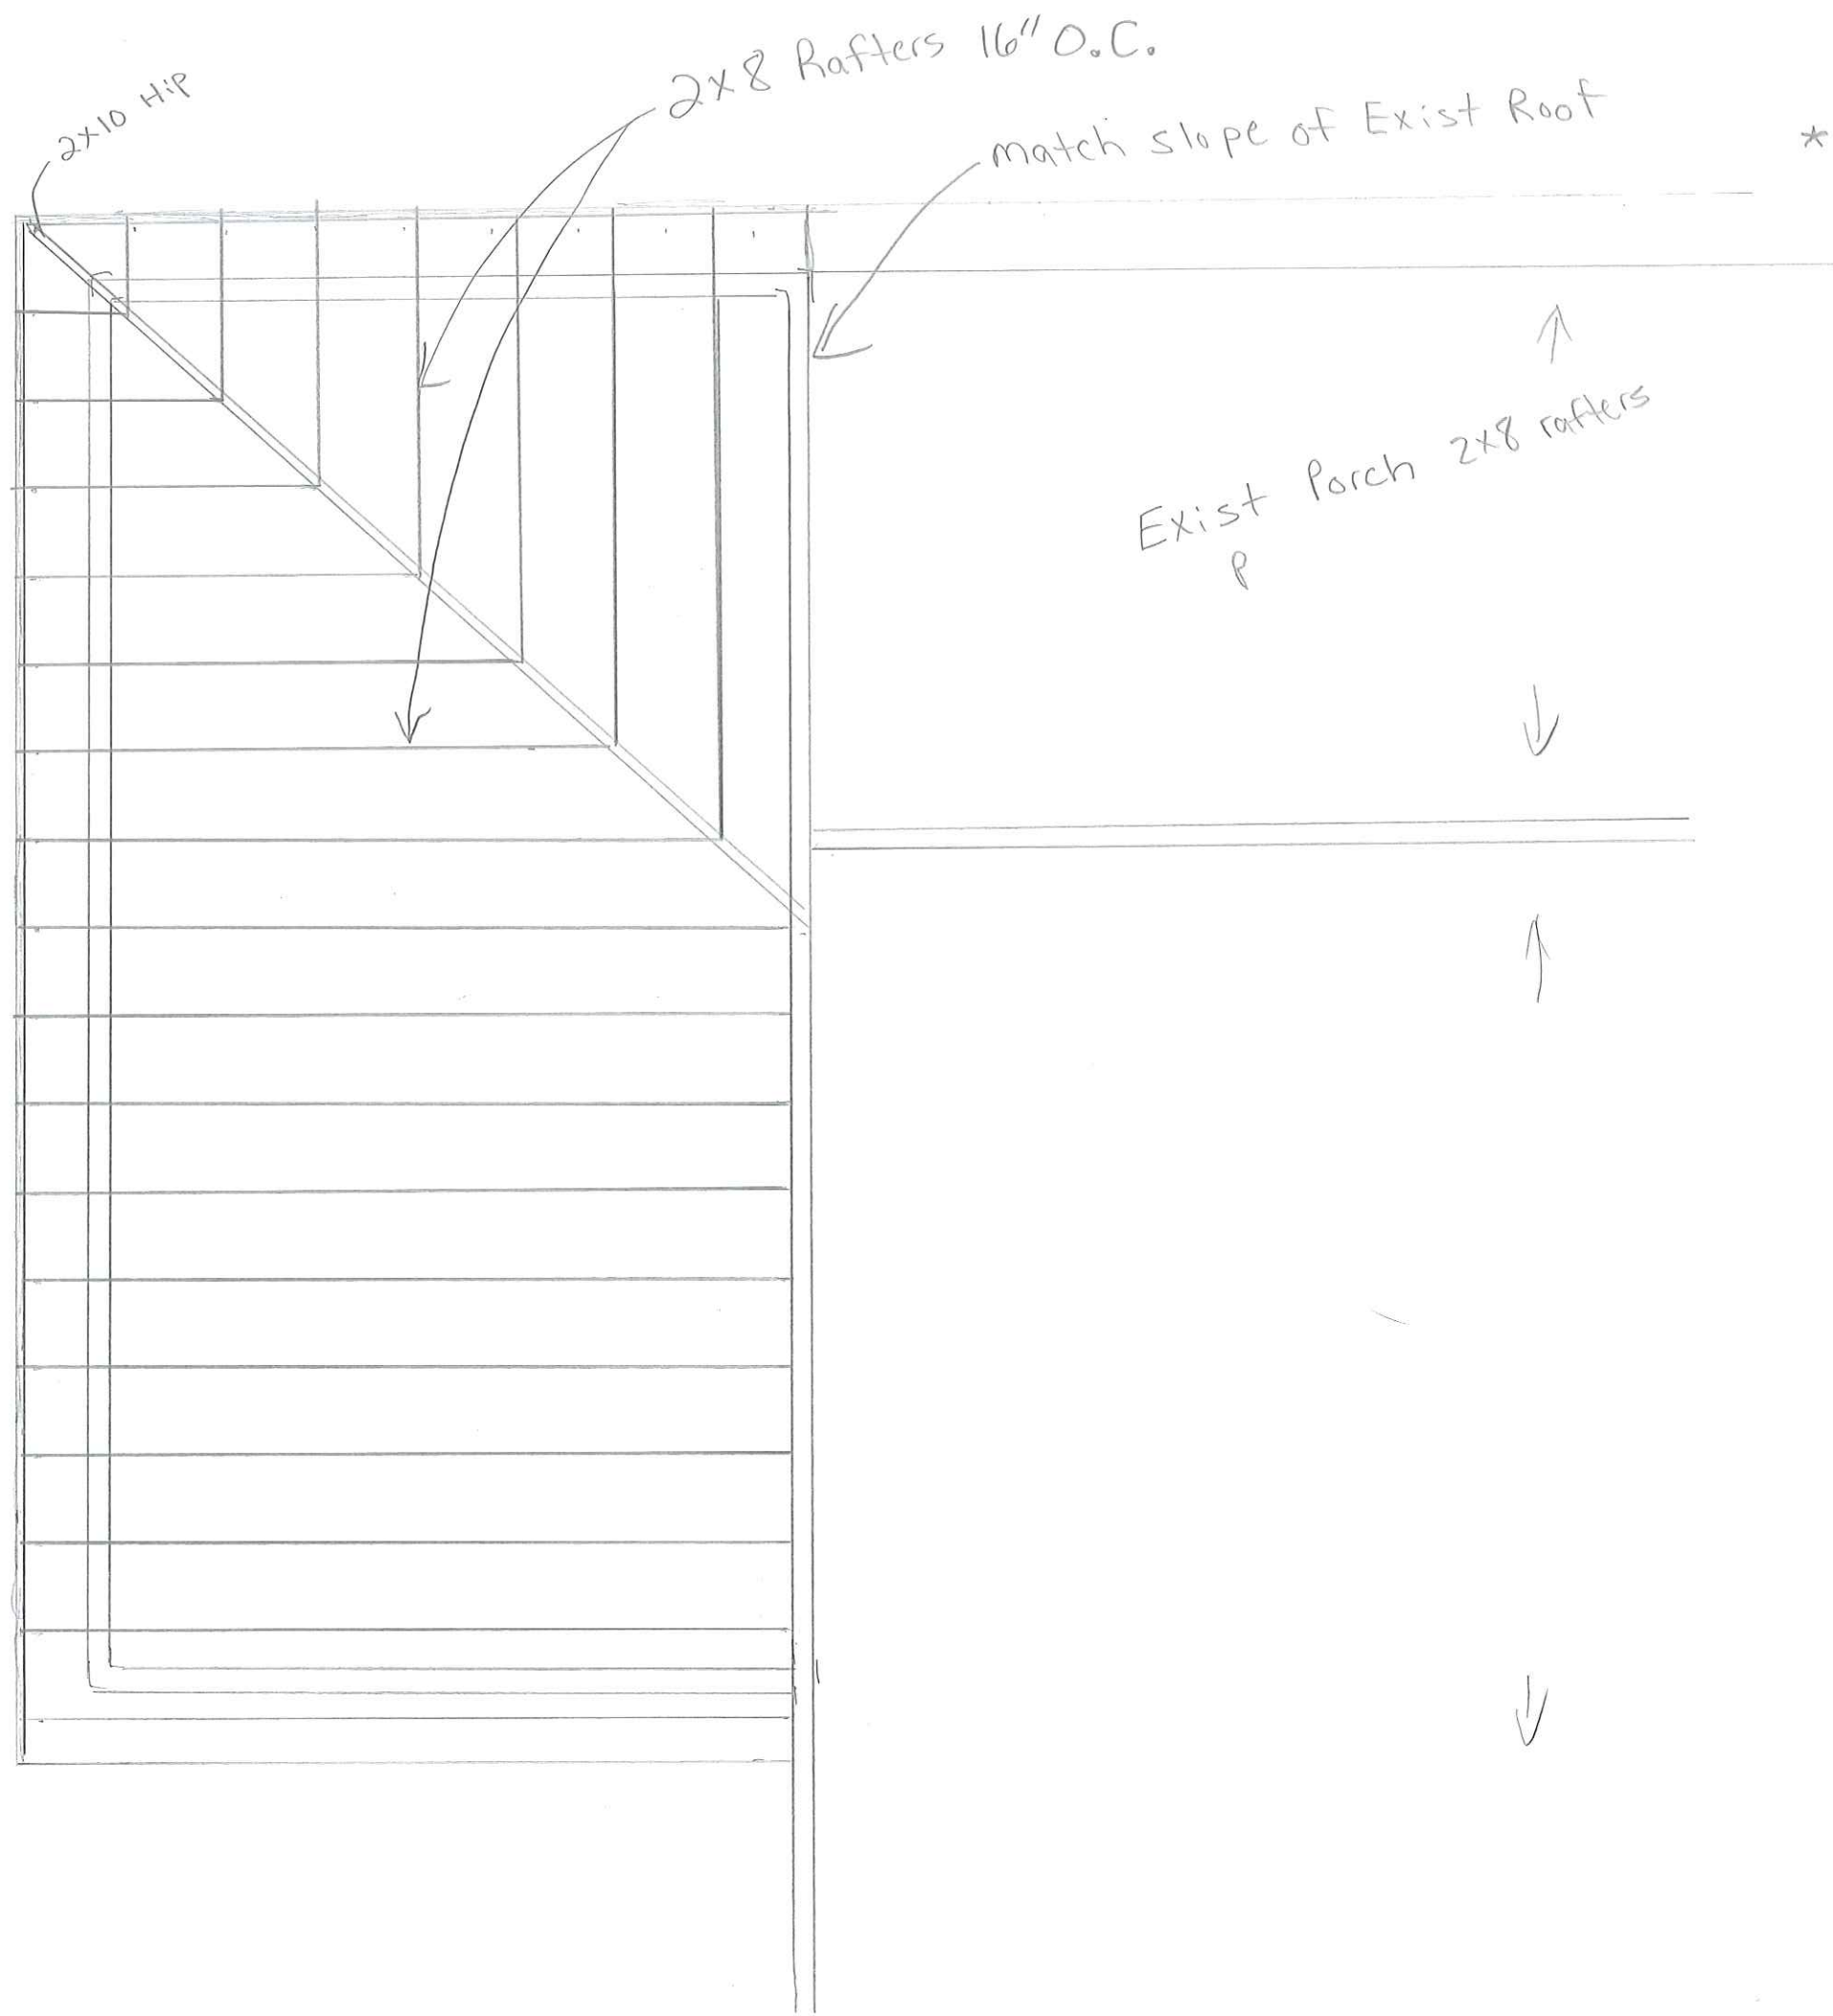 2x8 Rafters 16" O.C.
2x10 Hip
match slope of Exist Roof
*
Exist Porch 2x8 rafters
P